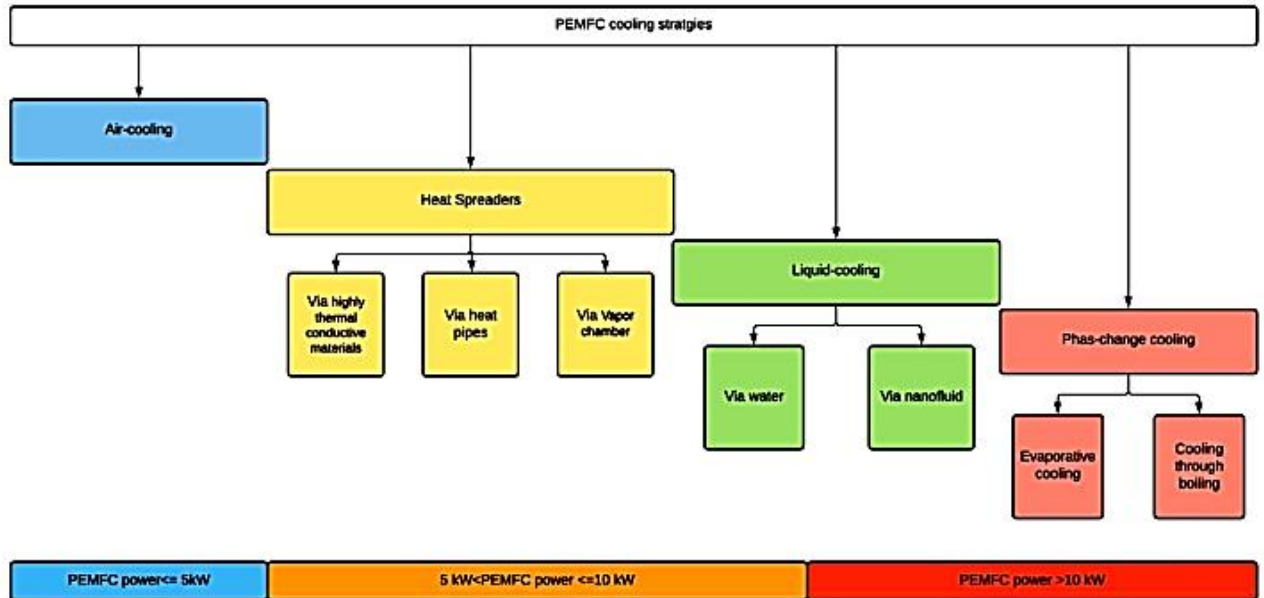 PEMFC cooling stratgies
Air-cooling
Heat Spreaders
Via highly
thermal
conductive
materials
Via heat
pipes
Via Vapor
chamber
Liquid-cooling
Via water
Via nanofluid
Phas-change cooling
Evaporative
cooling
Cooling
through
boiling
PEMFC power<= 5kW
5 kW<PEMFC power <=10 kW
PEMFC power >10 kW